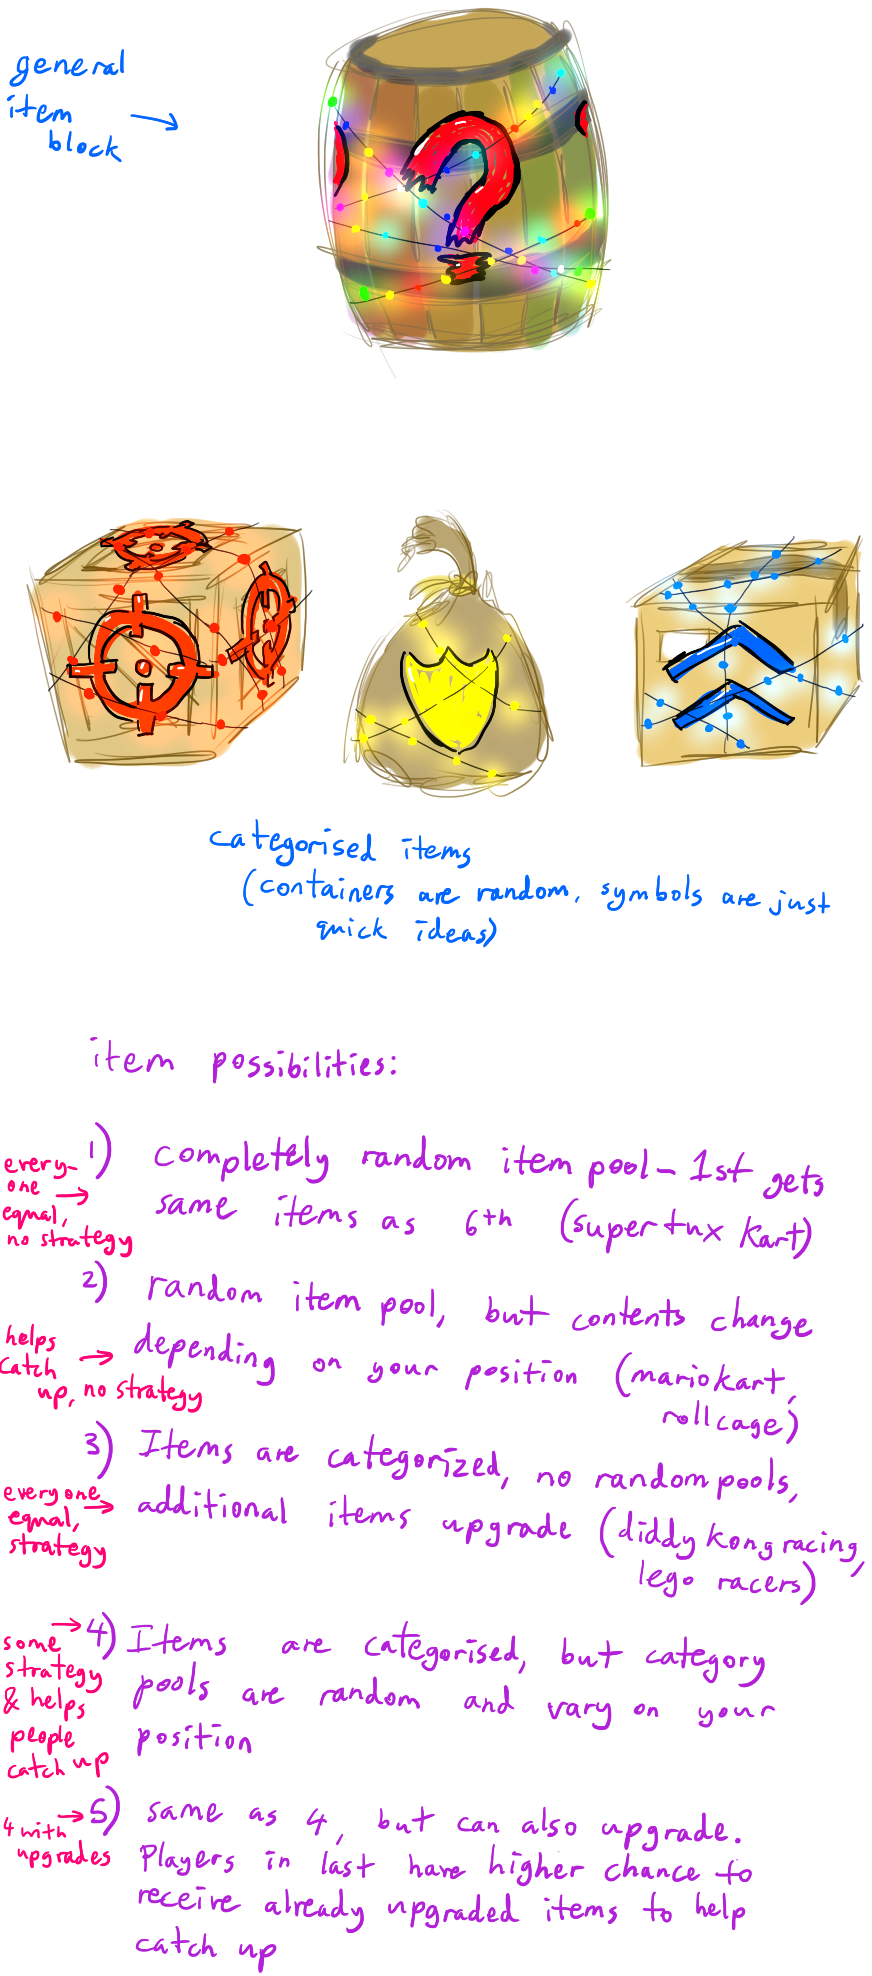 general
item →
block
?
categorised items
(containers are random, symbols are just
quick ideas)
item possibilities:
every-
one →
equal,
no strategy
1) completely random item pool - 1st gets
same items as 6th (supertux kart)
2) random item pool, but contents change
helps
catch →
up, no strategy
depending on your position (mariokart,
rollcage)
3) Items are categorized, no random pools,
everyone →
equal,
strategy
additional items upgrade (diddy kong racing,
lego racers)
→
some
strategy
& helps
people
catch up
4) Items are categorised, but category
pools are random and vary on your
position
4 with →
upgrades
5) same as 4, but can also upgrade.
Players in last have higher chance to
receive already upgraded items to help
catch up